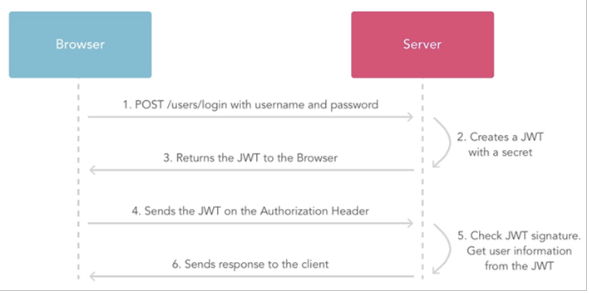 Browser
Server
1. POST /users/login with username and password
2. Creates a JWT
with a secret
3. Returns the JWT to the Browser
4. Sends the JWT on the Authorization Header
5. Check JWT signature.
Get user information
from the JWT
6. Sends response to the client